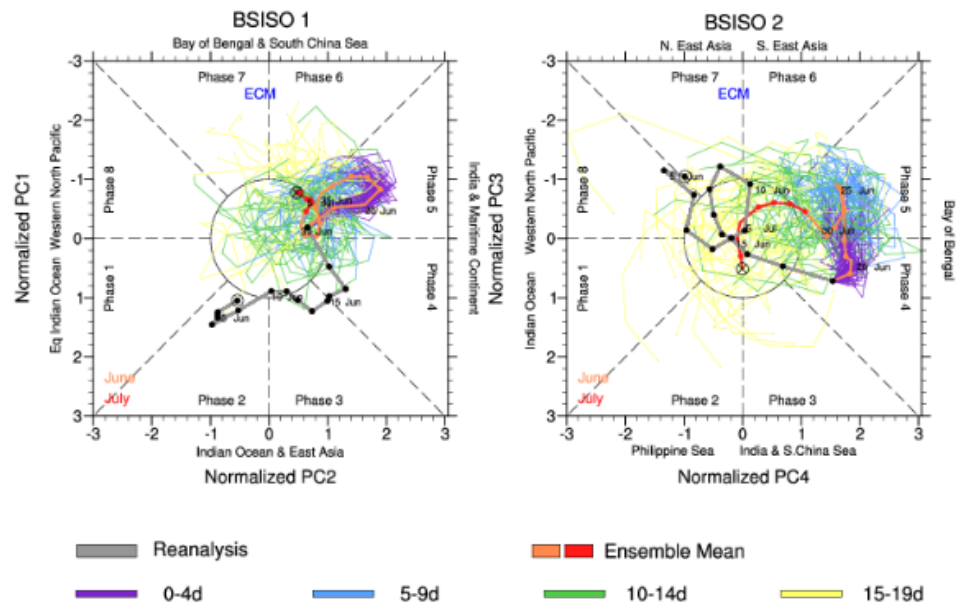 BSISO 1
Bay of Bengal & South China Sea
Phase 7
Phase 6
ECM
Phase 8
Phase 5
Phase 1
Phase 4
Phase 2
Phase 3
June
July
Normalized PC1
Eq Indian Ocean Western North Pacific
India & Maritime Continent
-3
-2
-1
0
1
2
3
-3 -2 -1 0 1 2 3
25 Jun
15 Jun
Jun
Jun
Indian Ocean & East Asia
Normalized PC2
BSISO 2
N. East Asia S. East Asia
Phase 7
Phase 6
ECM
Phase 8
Phase 5
Phase 1
Phase 4
Phase 2
Phase 3
June
July
Normalized PC3
Indian Ocean Western North Pacific
Bay of Bengal
-3
-2
-1
0
1
2
3
-3 -2 -1 0 1 2 3
Jun
10 Jun
25 Jun
Jul
Jun
Jun
Jun
Philippine Sea India & S.China Sea
Normalized PC4
Reanalysis
Ensemble Mean
0-4d
5-9d
10-14d
15-19d